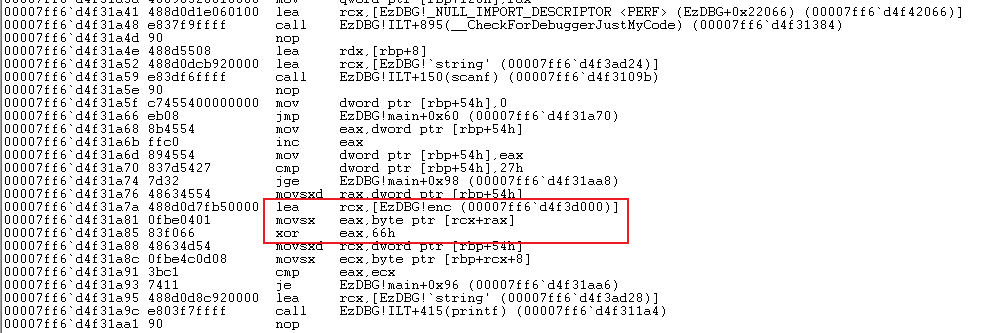 00007ff6`d4f31a41 488d0d1e060100 lea rcx,[EzDBG!_NULL_IMPORT_DESCRIPTOR <PERF> (EzDBG+0x22066) (00007ff6`d4f42066)]
00007ff6`d4f31a48 e837f9ffff call EzDBG!ILT+895(__CheckForDebuggerJustMyCode) (00007ff6`d4f31384)
00007ff6`d4f31a4d 90 nop
00007ff6`d4f31a4e 488d5508 lea rdx,[rbp+8]
00007ff6`d4f31a52 488d0dcb920000 lea rcx,[EzDBG!`string' (00007ff6`d4f3ad24)]
00007ff6`d4f31a59 e83df6ffff call EzDBG!ILT+150(scanf) (00007ff6`d4f3109b)
00007ff6`d4f31a5e 90 nop
00007ff6`d4f31a5f c7455400000000 mov dword ptr [rbp+54h],0
00007ff6`d4f31a66 eb08 jmp EzDBG!main+0x60 (00007ff6`d4f31a70)
00007ff6`d4f31a68 8b4554 mov eax,dword ptr [rbp+54h]
00007ff6`d4f31a6b ffc0 inc eax
00007ff6`d4f31a6d 894554 mov dword ptr [rbp+54h],eax
00007ff6`d4f31a70 837d5427 cmp dword ptr [rbp+54h],27h
00007ff6`d4f31a74 7d32 jge EzDBG!main+0x98 (00007ff6`d4f31aa8)
00007ff6`d4f31a76 48634554 movsxd rax,dword ptr [rbp+54h]
00007ff6`d4f31a7a 488d0d7fb50000 lea rcx,[EzDBG!enc (00007ff6`d4f3d000)]
00007ff6`d4f31a81 0fbe0401 movsx eax,byte ptr [rcx+rax]
00007ff6`d4f31a85 83f066 xor eax,66h
00007ff6`d4f31a88 48634d54 movsxd rcx,dword ptr [rbp+54h]
00007ff6`d4f31a8c 0fbe4c0d08 movsx ecx,byte ptr [rbp+rcx+8]
00007ff6`d4f31a91 3bc1 cmp eax,ecx
00007ff6`d4f31a93 7411 je EzDBG!main+0x96 (00007ff6`d4f31aa6)
00007ff6`d4f31a95 488d0d8c920000 lea rcx,[EzDBG!`string' (00007ff6`d4f3ad28)]
00007ff6`d4f31a9c e803f7ffff call EzDBG!ILT+415(printf) (00007ff6`d4f311a4)
00007ff6`d4f31aa1 90 nop